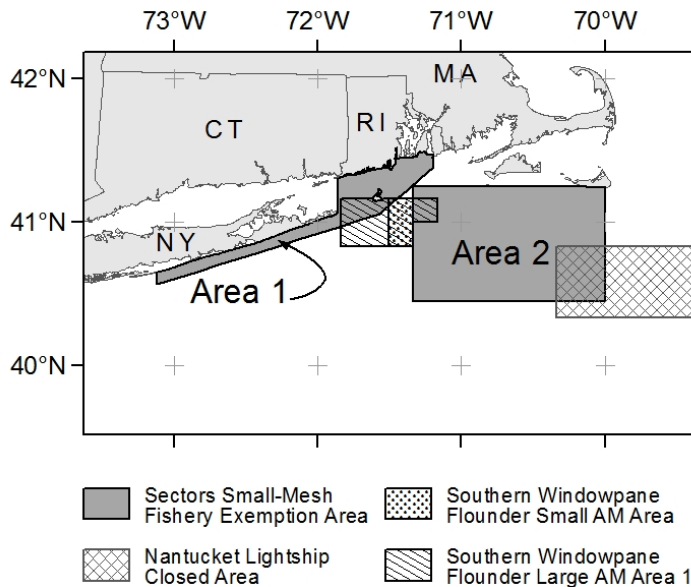 73°W 72°W 71°W 70°W
42°N
MA
CT
RI
41°N
NY
Area 2
Area 1
40°N
Sectors Small-Mesh
Fishery Exemption Area
Southern Windowpane
Flounder Small AM Area
Nantucket Lightship
Closed Area
Southern Windowpane
Flounder Large AM Area 1